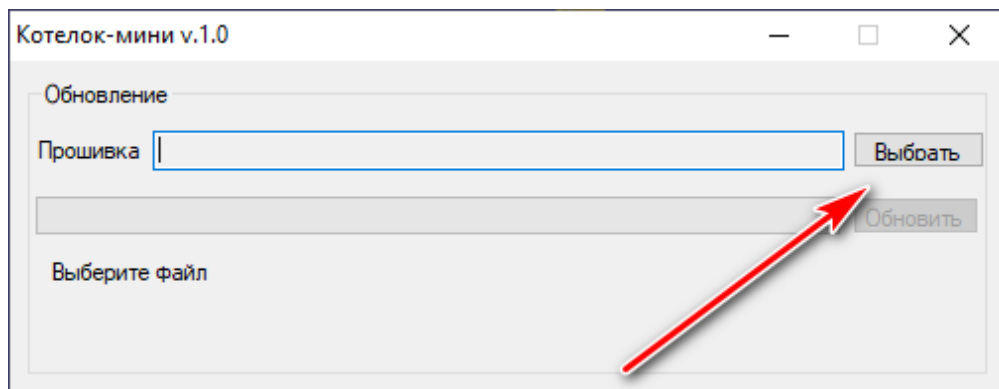 Котелок-мини v.1.0
Обновление
Прошивка Выбрать
Обновить
Выберите файл